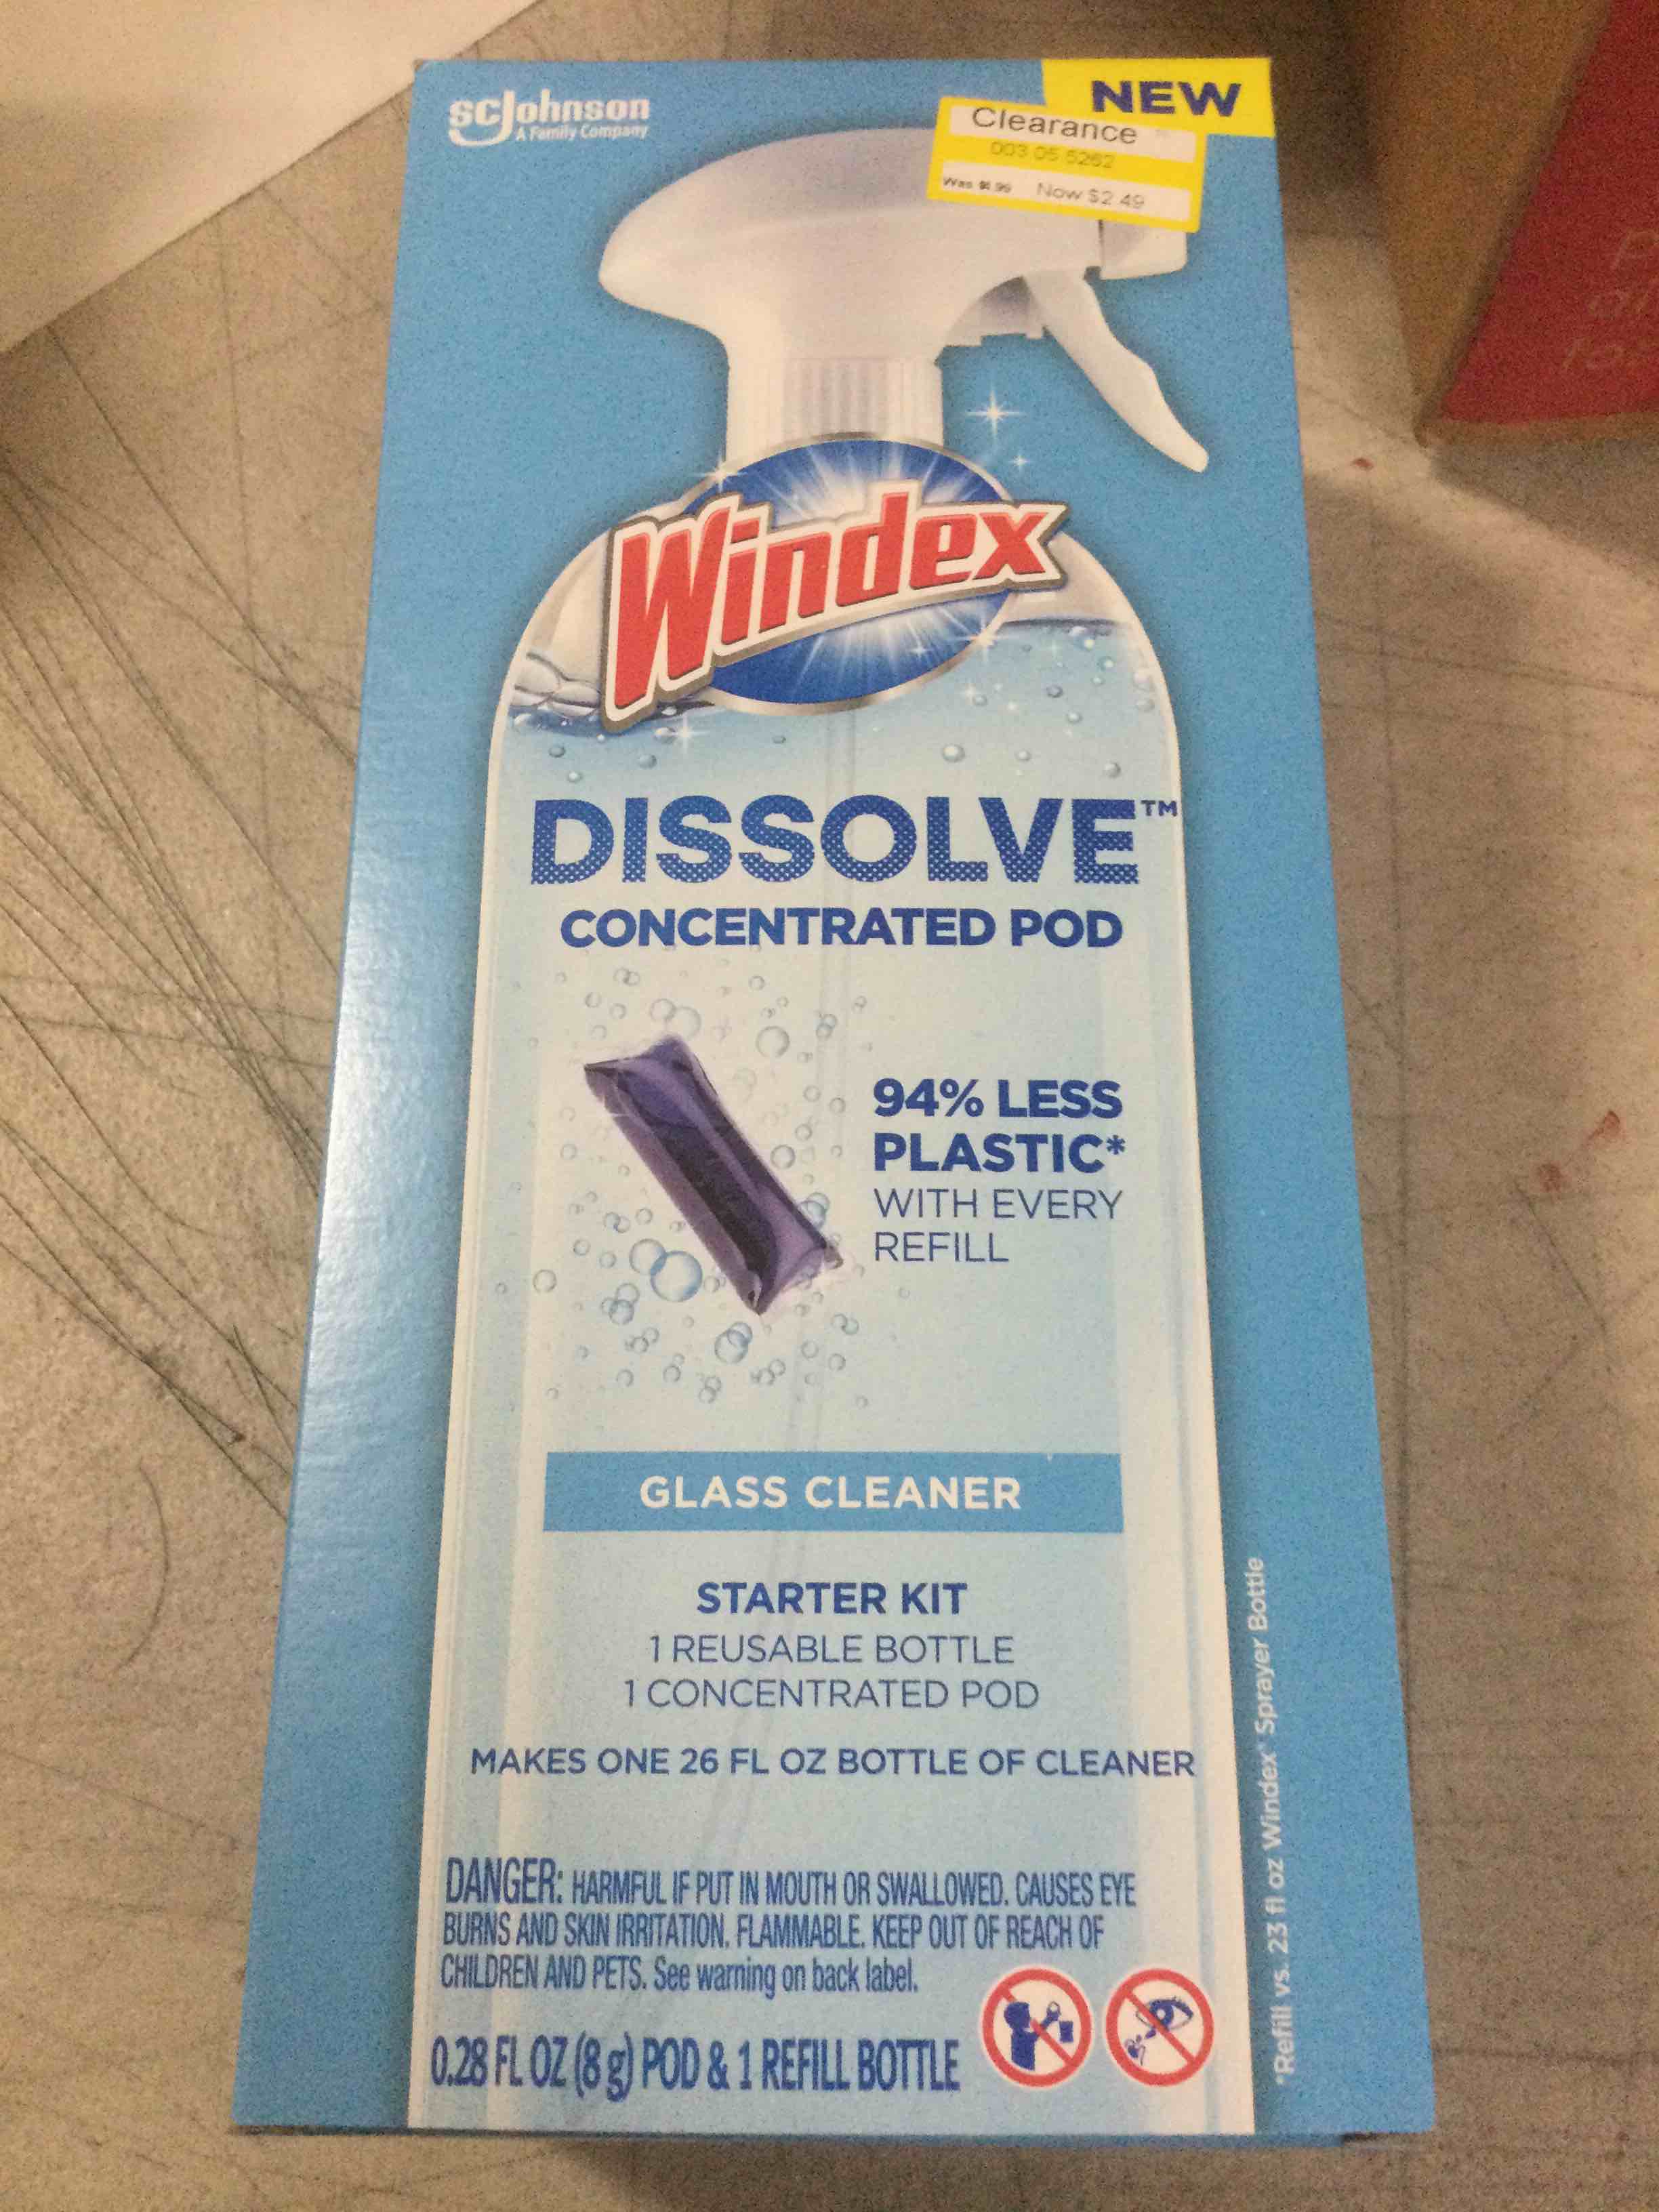 scJohnson
A Family Company
NEW
Clearance
003 05 5262
Was $4.99 Now $2.49
Windex
DISSOLVE™
CONCENTRATED POD
94% LESS
PLASTIC*
WITH EVERY
REFILL
GLASS CLEANER
STARTER KIT
1 REUSABLE BOTTLE
1 CONCENTRATED POD
MAKES ONE 26 FL OZ BOTTLE OF CLEANER
DANGER: HARMFUL IF PUT IN MOUTH OR SWALLOWED. CAUSES EYE
BURNS AND SKIN IRRITATION. FLAMMABLE. KEEP OUT OF REACH OF
CHILDREN AND PETS. See warning on back label.
0.28 FL OZ (8 g) POD & 1 REFILL BOTTLE
*Refill vs. 23 fl oz Windex® Sprayer Bottle